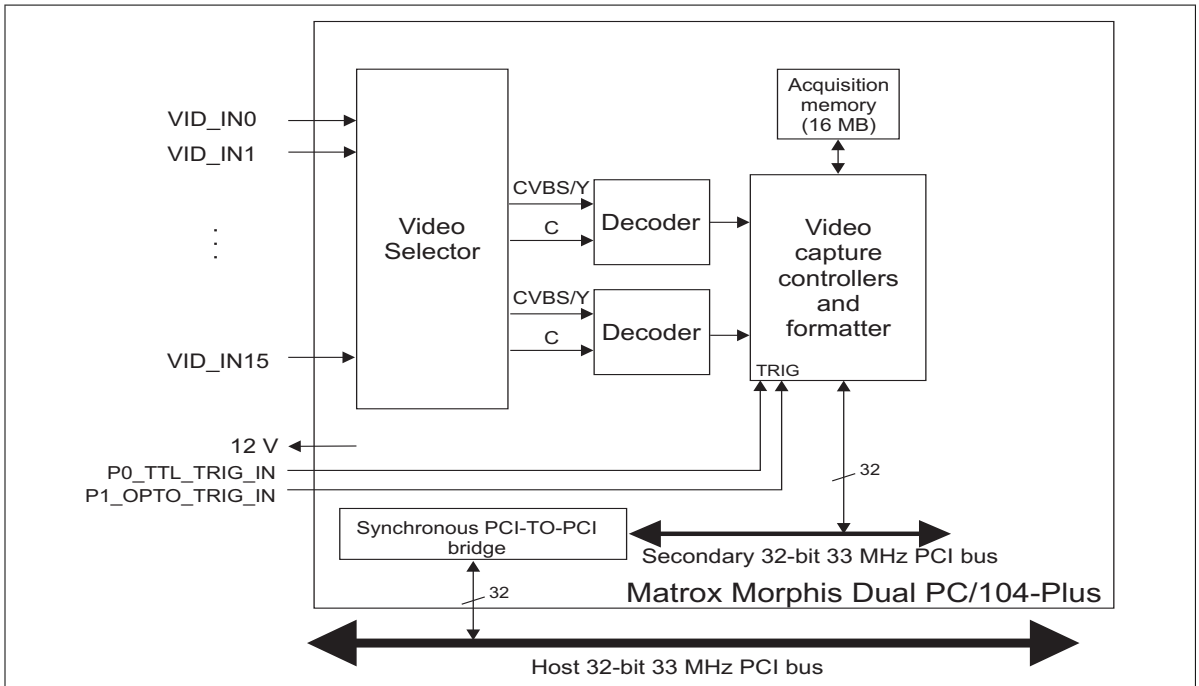 Acquisition
memory
(16 MB)
VID_IN0
VID_IN1
VID_IN15
Video
Selector
CVBS/Y
C
CVBS/Y
C
Decoder
Decoder
Video
capture
controllers
and
formatter
TRIG
12 V
P0_TTL_TRIG_IN
P1_OPTO_TRIG_IN
32
Synchronous PCI-TO-PCI
bridge
Secondary 32-bit 33 MHz PCI bus
32
Matrox Morphis Dual PC/104-Plus
Host 32-bit 33 MHz PCI bus